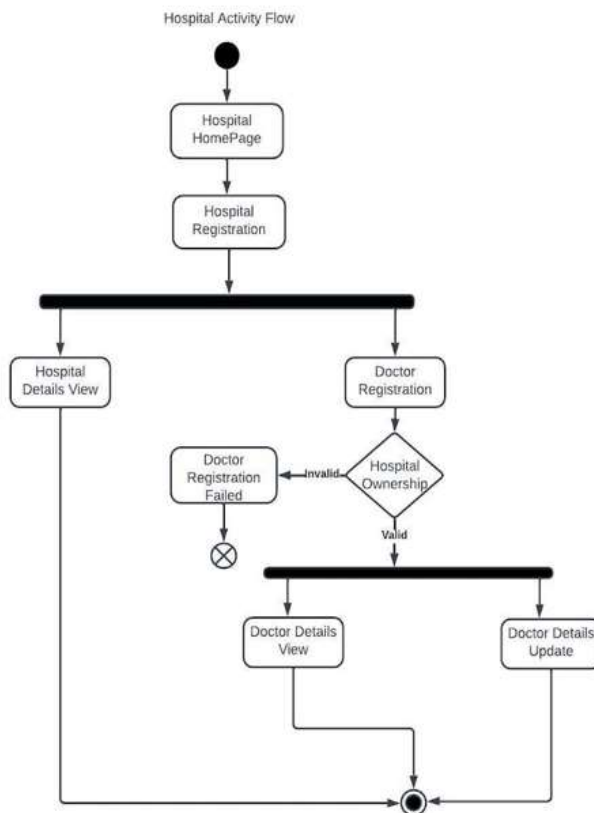 Hospital Activity Flow
Hospital
HomePage
Hospital
Registration
Hospital
Details View
Doctor
Registration
Doctor
Registration
Failed
Invalid
Hospital
Ownership
Valid
Doctor Details
View
Doctor Details
Update